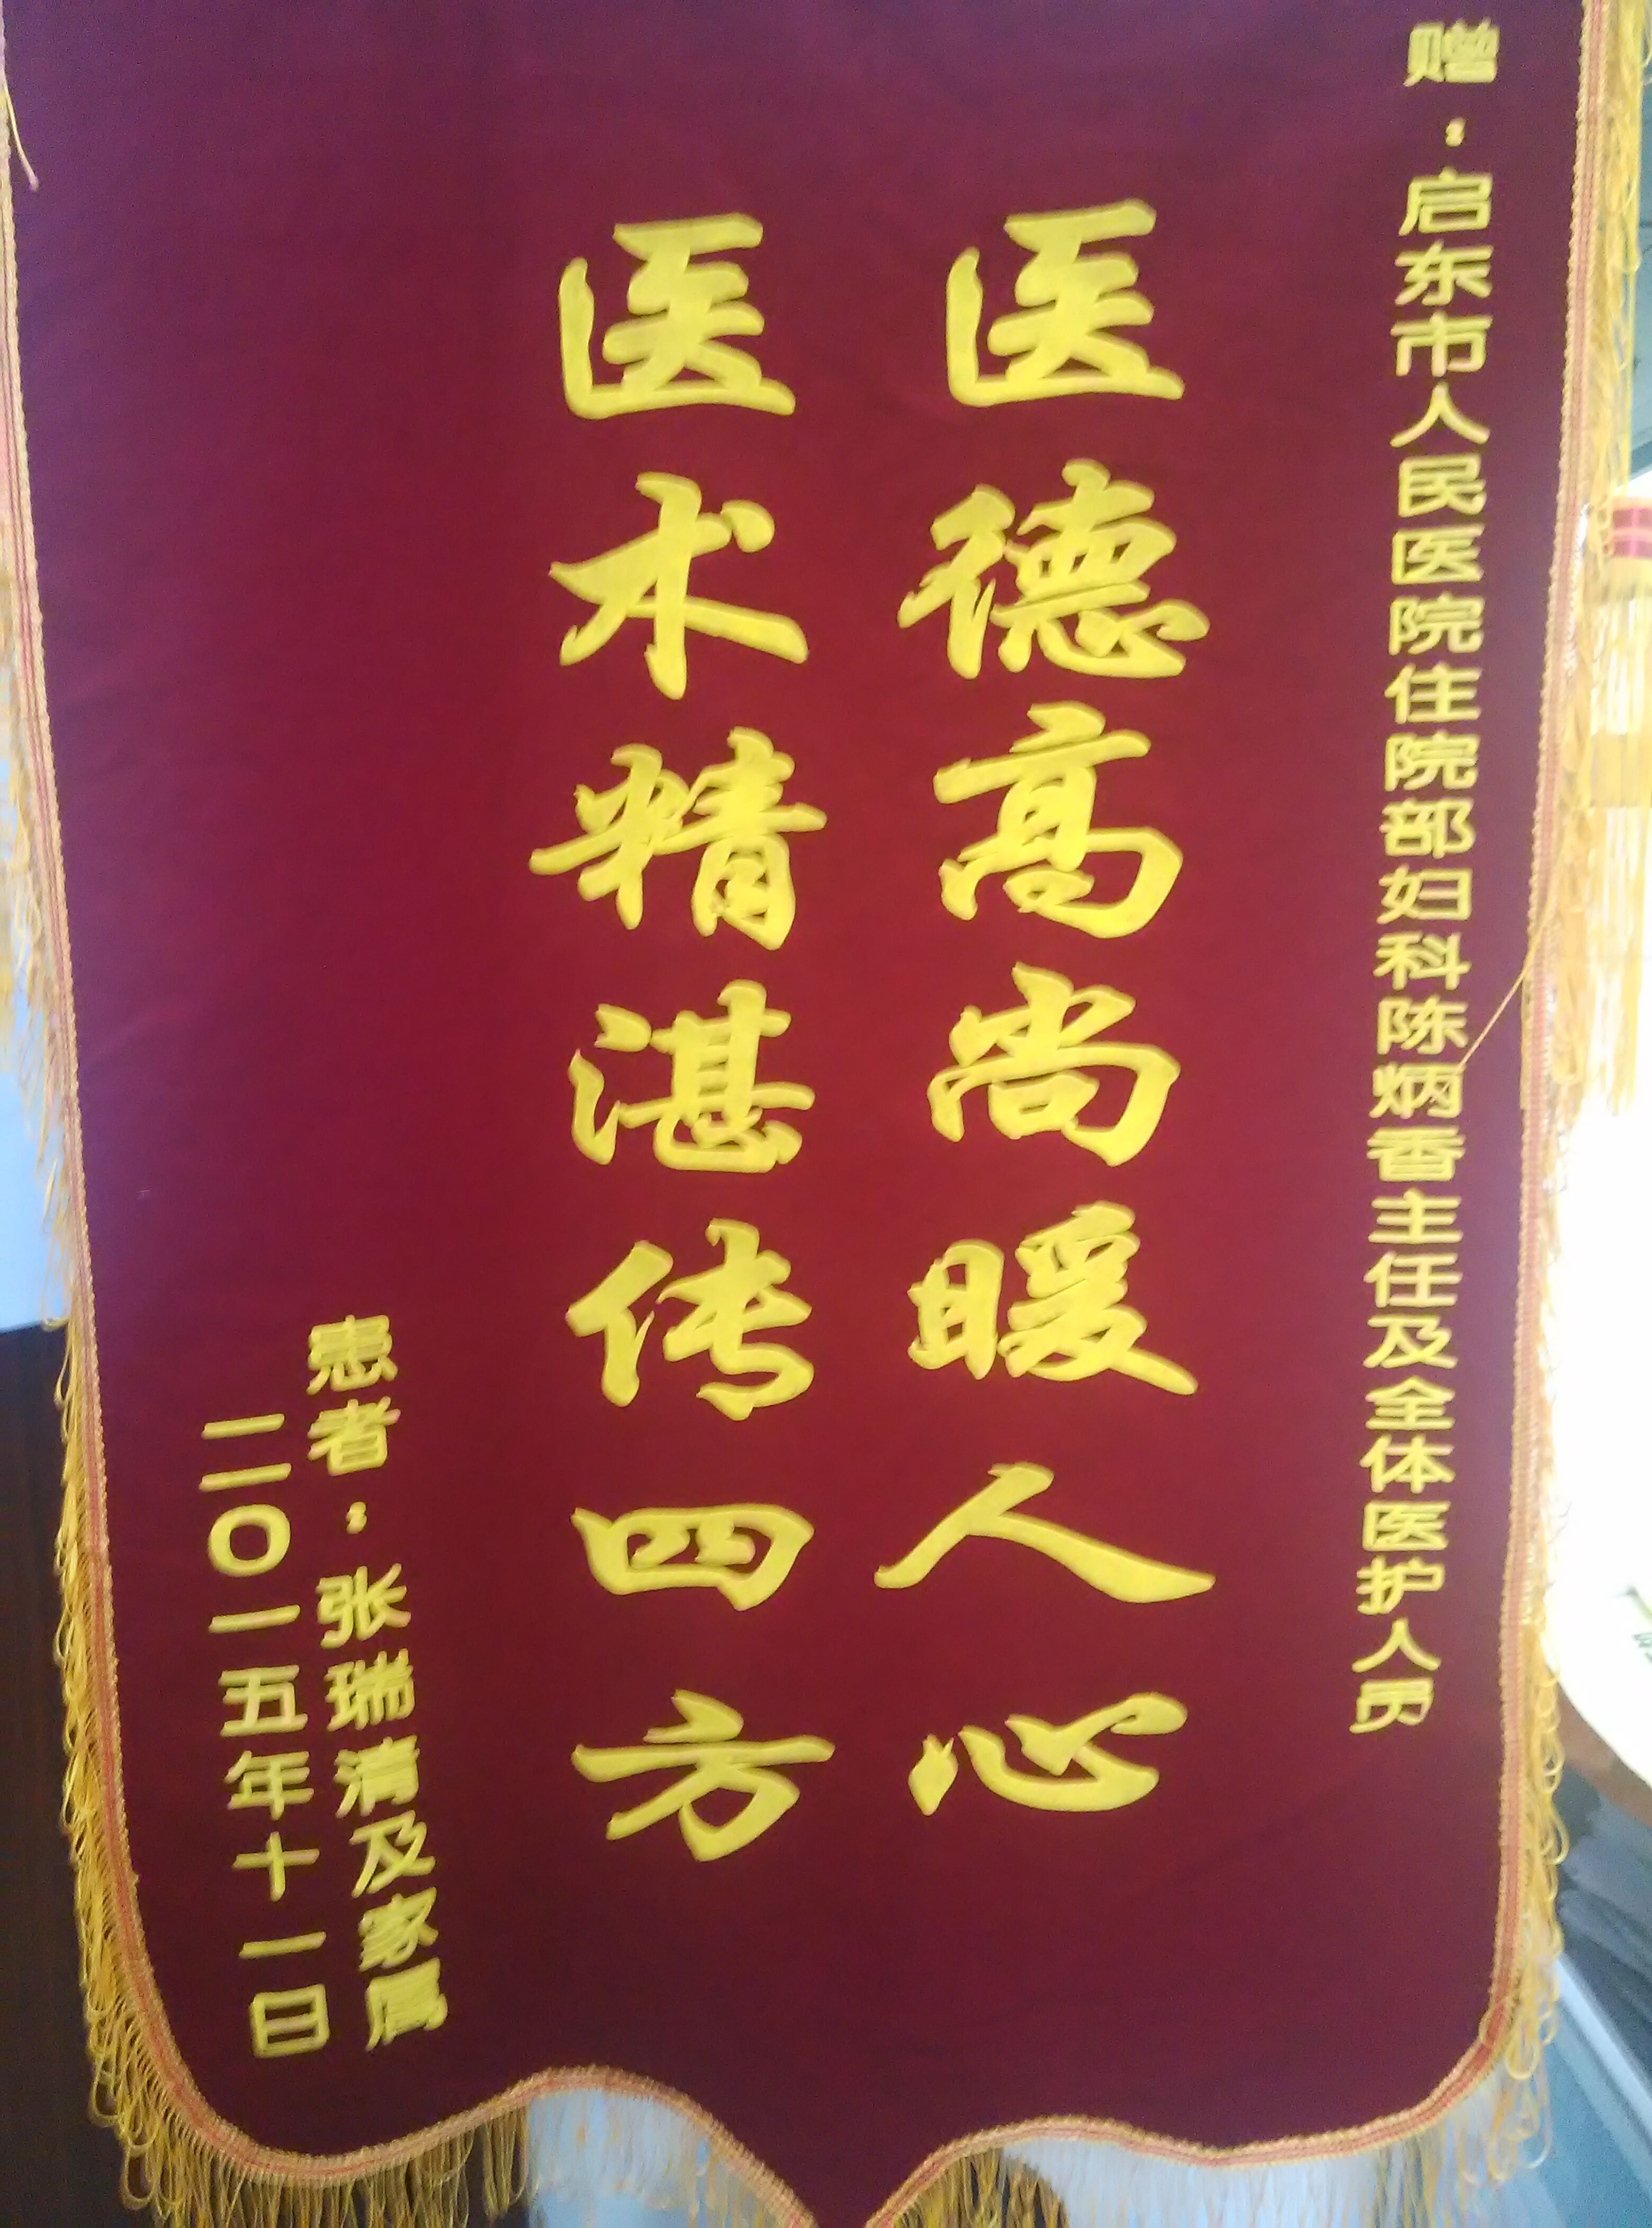 赠：启东市人民医院住院部妇科陈炳香主任及全体医护人员
医德高尚暖人心
医术精湛传四方
患者：张瑞清及家属
二〇一五年十一日